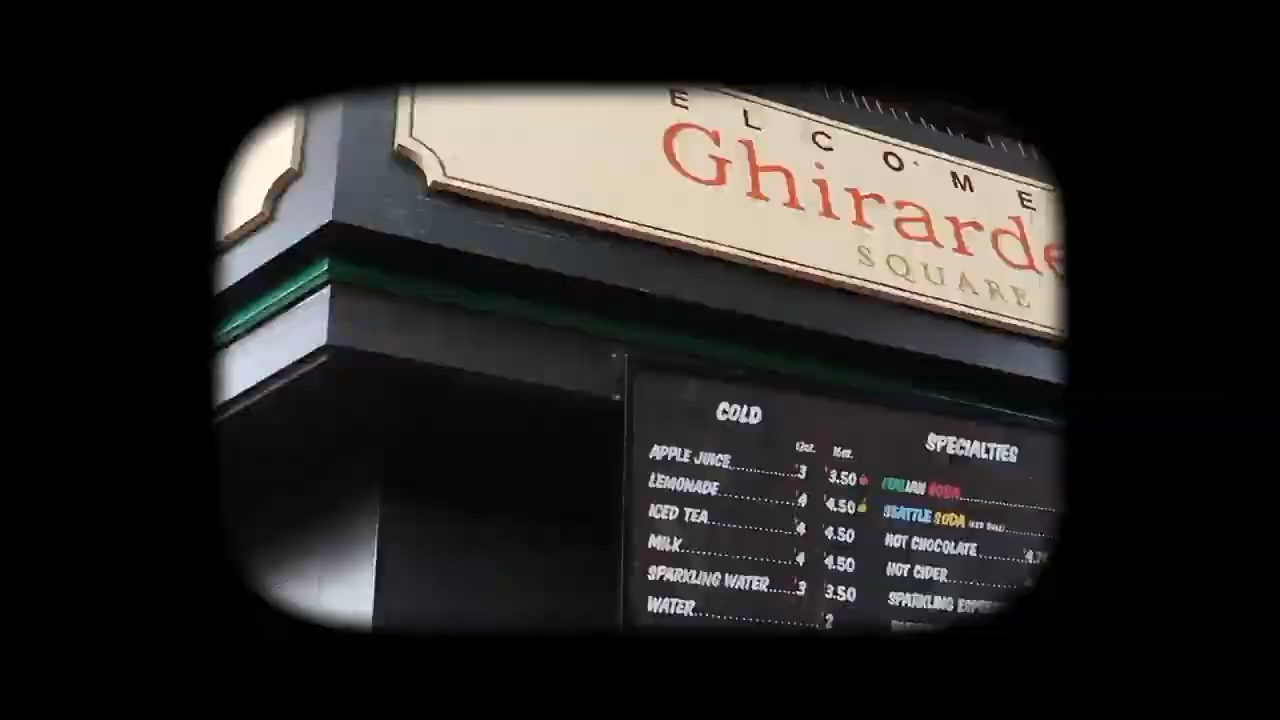 ELCOME
Ghirarde
SQUARE
COLD
12oz. 16oz.
APPLE JUICE 3 3.50
LEMONADE 4 4.50
ICED TEA 4 4.50
MILK 4 4.50
SPARKLING WATER 3 3.50
WATER 2
SPECIALTIES
ITALIAN SODA
SEATTLE SODA
HOT CHOCOLATE
HOT CIDER
SPARKLING